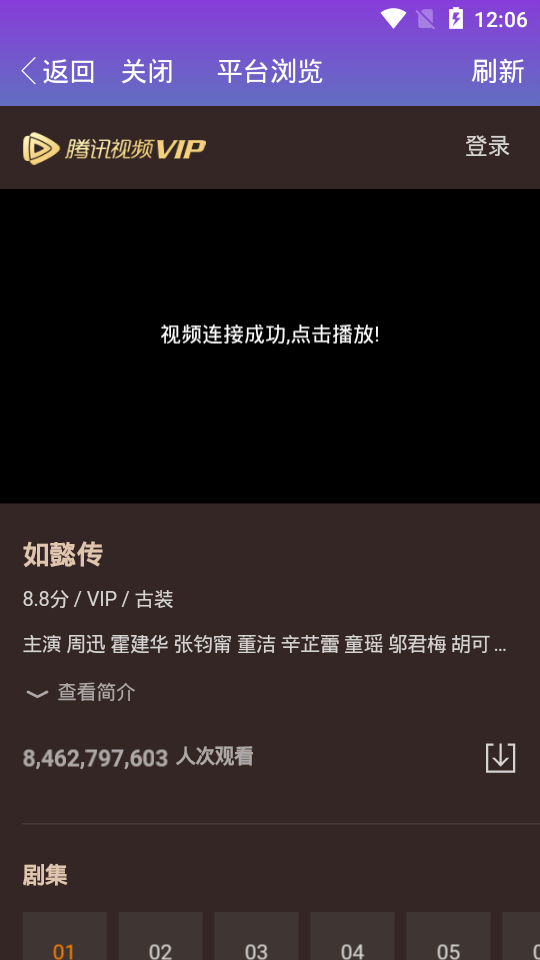 12:06
返回 关闭 平台浏览 刷新
腾讯视频VIP 登录
视频连接成功,点击播放!
如懿传
8.8分 / VIP / 古装
主演 周迅 霍建华 张钧甯 董洁 辛芷蕾 童瑶 邬君梅 胡可 ...
查看简介
8,462,797,603 人次观看
剧集
01 02 03 04 05